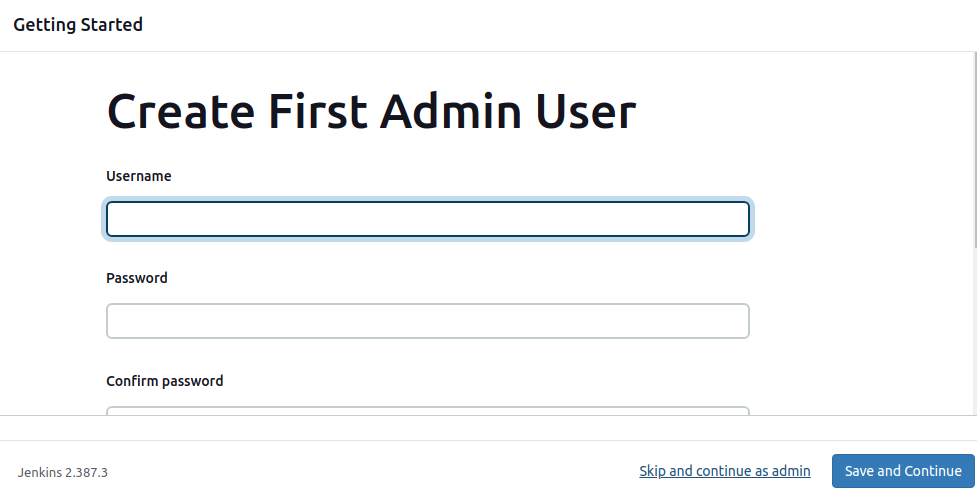 Getting Started
Create First Admin User
Username
Password
Confirm password
Jenkins 2.387.3
Skip and continue as admin
Save and Continue